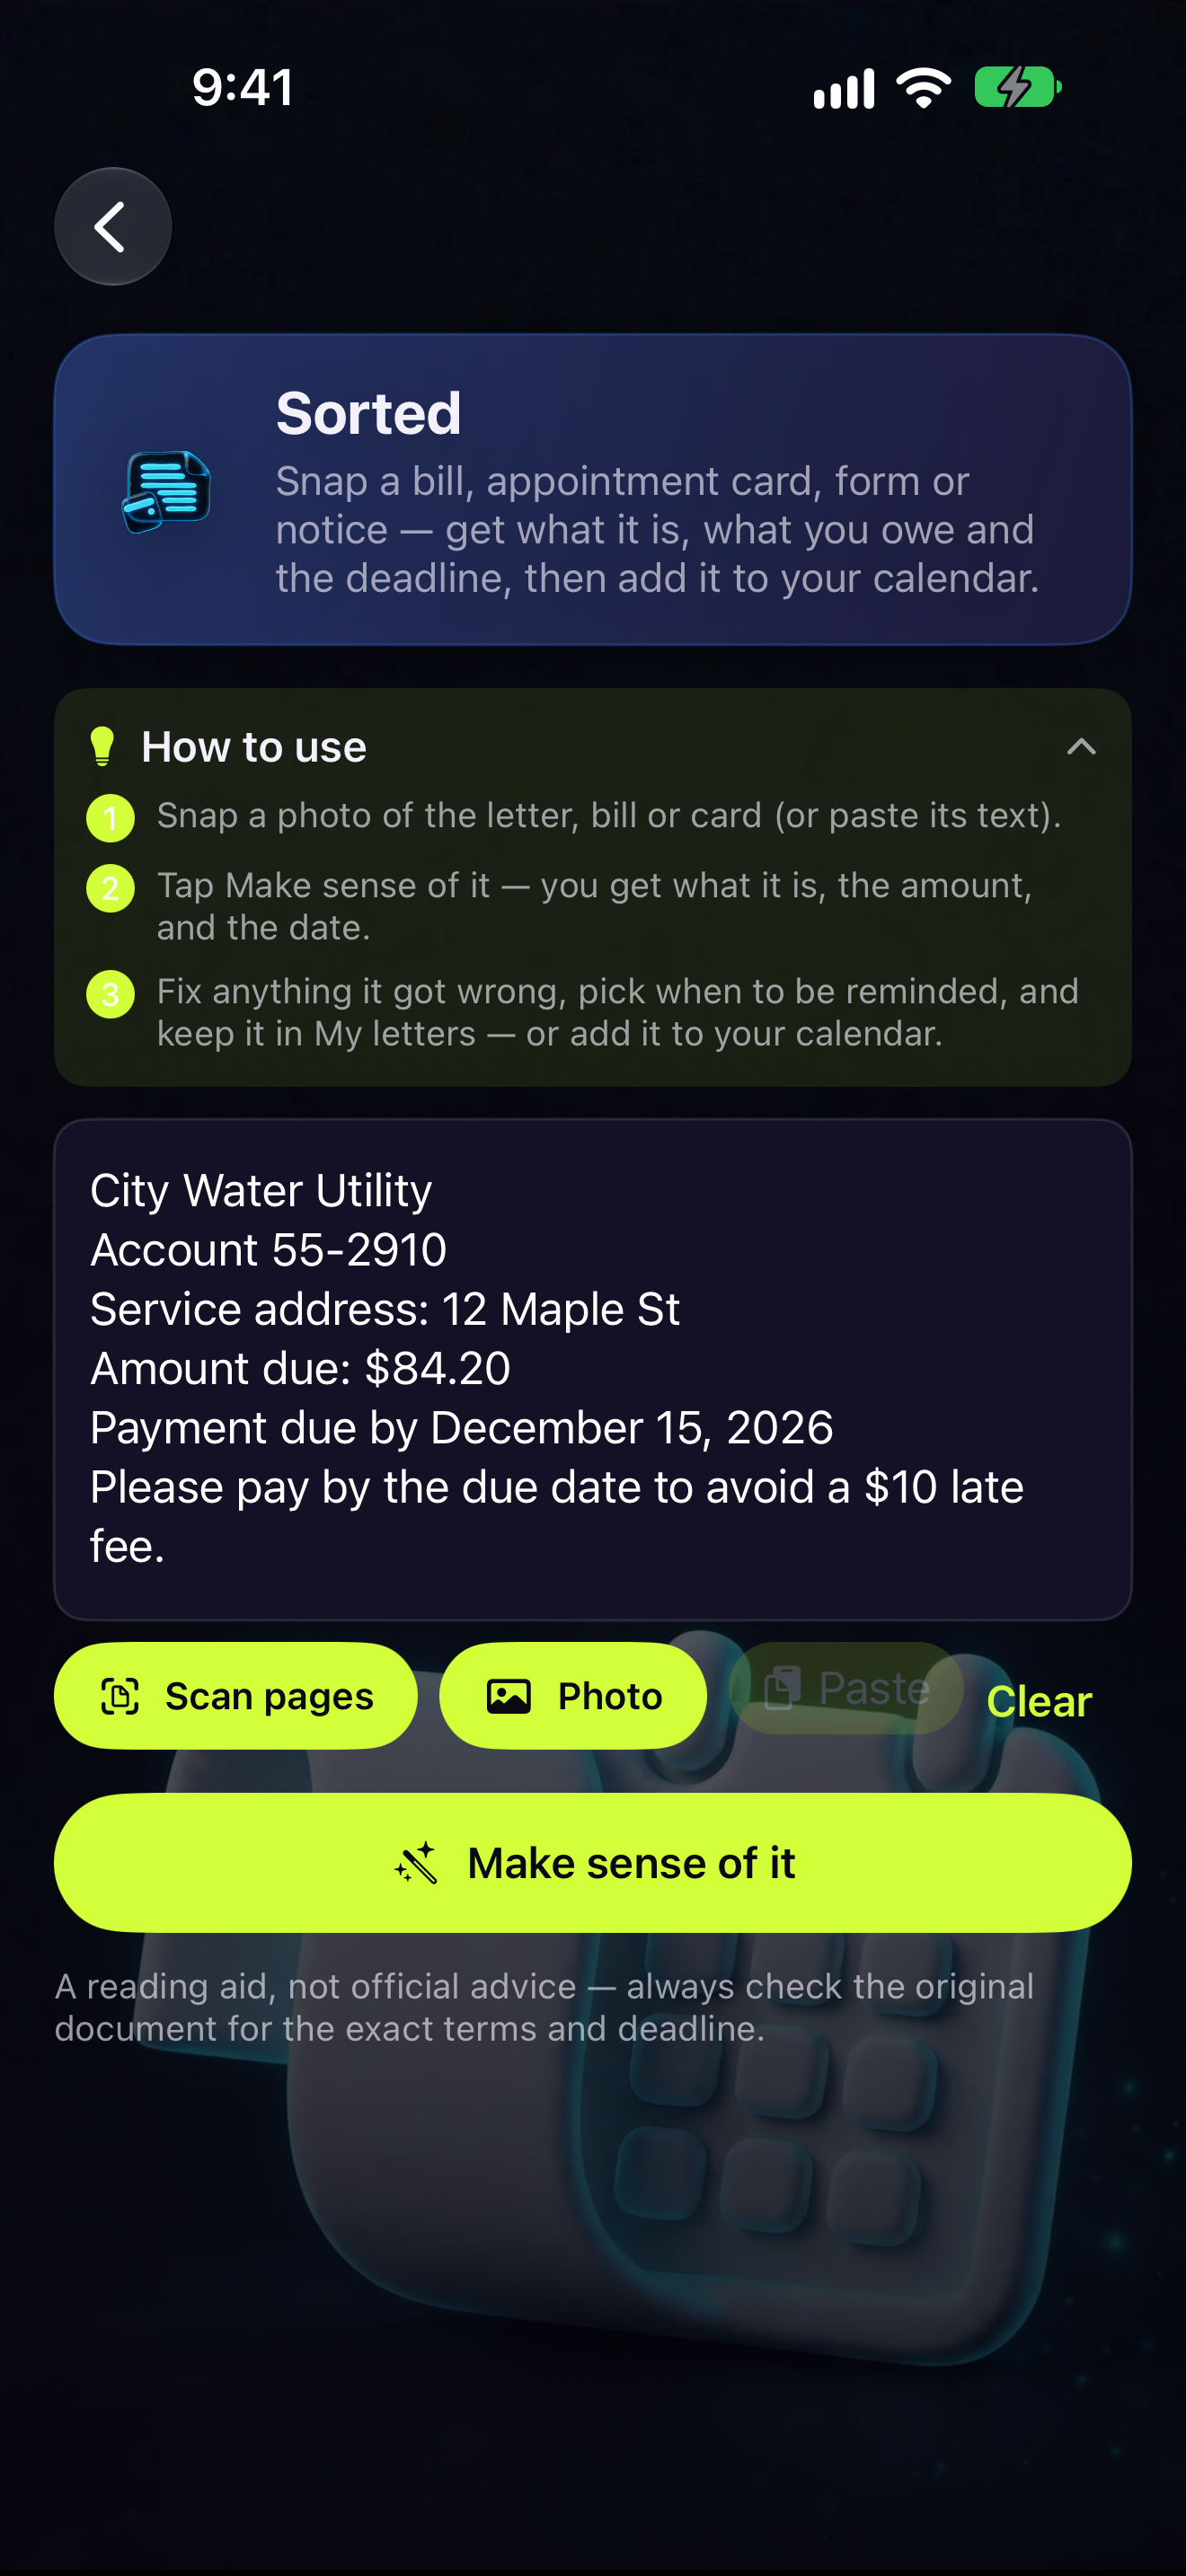 9:41
Sorted
Snap a bill, appointment card, form or
notice — get what it is, what you owe and
the deadline, then add it to your calendar.
How to use
1 Snap a photo of the letter, bill or card (or paste its text).
2 Tap Make sense of it — you get what it is, the amount,
and the date.
3 Fix anything it got wrong, pick when to be reminded, and
keep it in My letters — or add it to your calendar.
City Water Utility
Account 55-2910
Service address: 12 Maple St
Amount due: $84.20
Payment due by December 15, 2026
Please pay by the due date to avoid a $10 late
fee.
Scan pages Photo Paste Clear
Make sense of it
A reading aid, not official advice — always check the original
document for the exact terms and deadline.